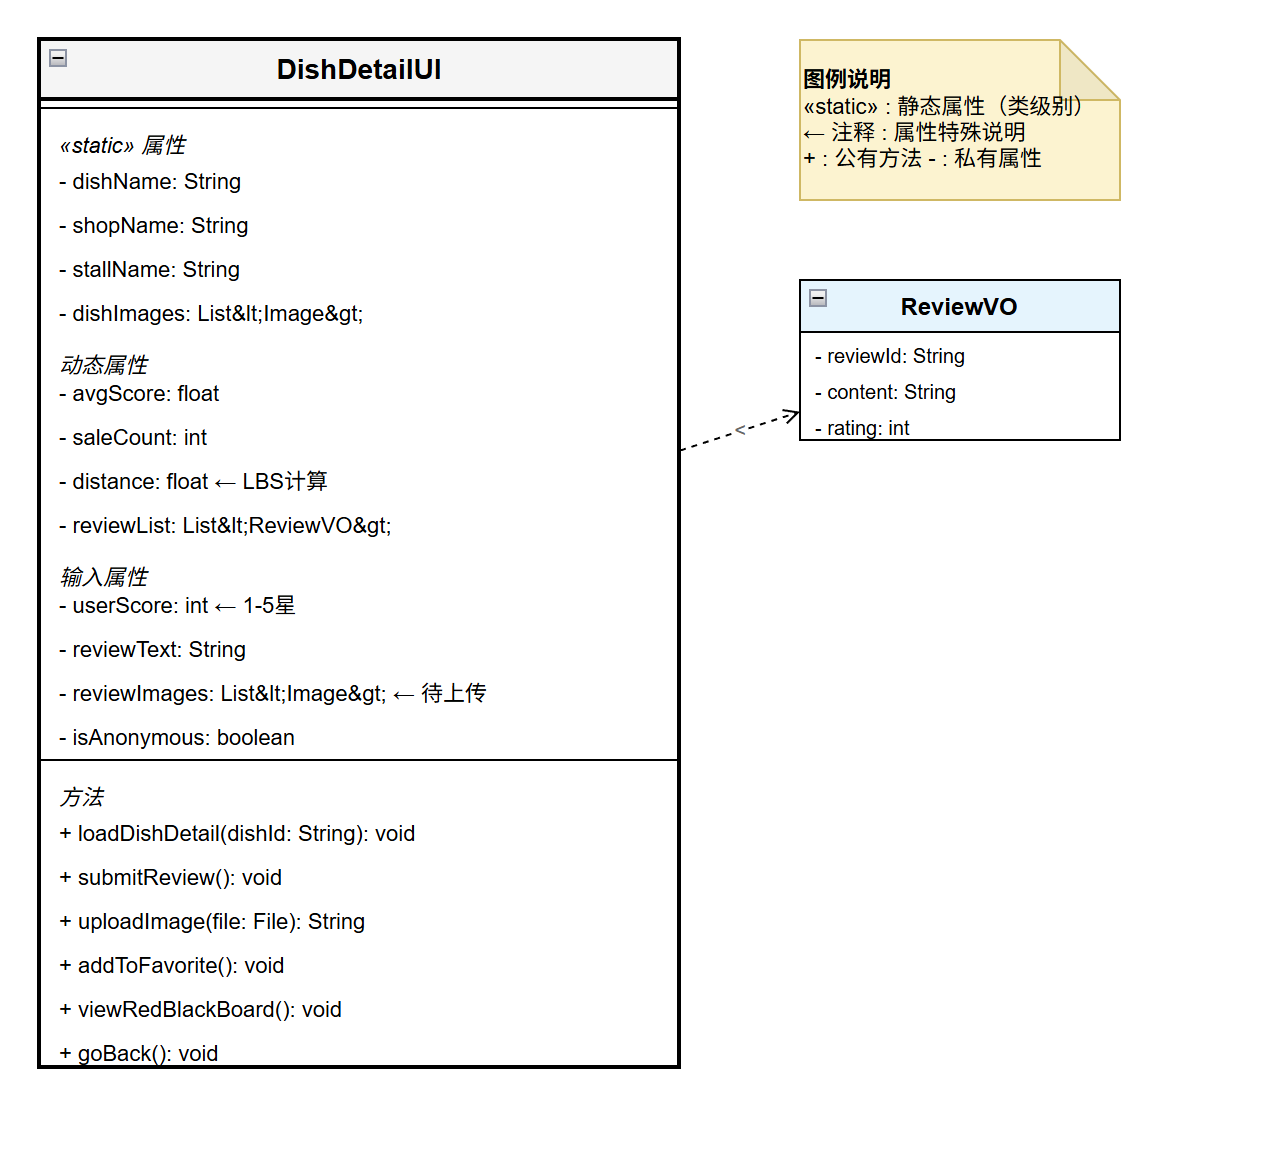 DishDetailUI
«static» 属性
- dishName: String
- shopName: String
- stallName: String
- dishImages: List&lt;Image&gt;
动态属性
- avgScore: float
- saleCount: int
- distance: float ← LBS计算
- reviewList: List&lt;ReviewVO&gt;
输入属性
- userScore: int ← 1-5星
- reviewText: String
- reviewImages: List&lt;Image&gt; ← 待上传
- isAnonymous: boolean
方法
+ loadDishDetail(dishId: String): void
+ submitReview(): void
+ uploadImage(file: File): String
+ addToFavorite(): void
+ viewRedBlackBoard(): void
+ goBack(): void
<
图例说明
«static» : 静态属性（类级别）
← 注释 : 属性特殊说明
+ : 公有方法 - : 私有属性
ReviewVO
- reviewId: String
- content: String
- rating: int